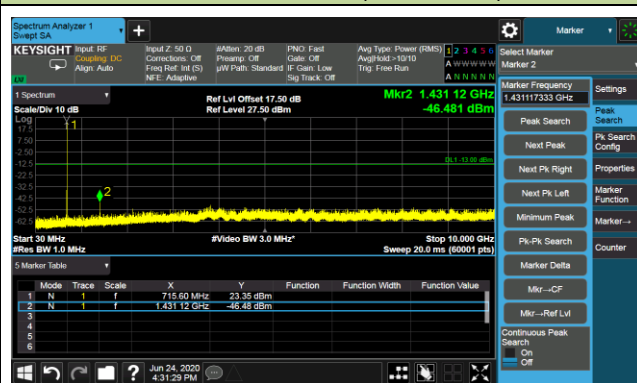 Spectrum Analyzer 1
Swept SA
Marker
KEYSIGHT Input: RF Input Z: 50 Ω #Atten: 20 dB PNO: Fast Avg Type: Power (RMS) 1 2 3 4 5 6
Coupling: DC Corrections: Off Preamp: Off Gate: Off Avg|Hold:>10/10 A W W W W W
Align: Auto Freq Ref: Int (S) µW Path: Standard IF Gain: Low Trig: Free Run
NFE: Adaptive Sig Track: Off A N N N N N
Select Marker
Marker 2
1 Spectrum
Ref Lvl Offset 17.50 dB Mkr2 1.431 12 GHz
Scale/Div 10 dB Ref Level 27.50 dBm -46.481 dBm
Log
17.5
7.50
-2.50
-12.5
-22.5
-32.5
-42.5
-52.5
-62.5
1
2
DL1 -13.00 dBm
Start 30 MHz #Video BW 3.0 MHz* Stop 10.000 GHz
#Res BW 1.0 MHz Sweep 20.0 ms (60001 pts)
5 Marker Table
Mode Trace Scale X Y Function Function Width Function Value
1 N 1 f 715.60 MHz 23.35 dBm
2 N 1 f 1.431 12 GHz -46.48 dBm
3
4
5
6
Marker Frequency
1.431117333 GHz
Peak Search
Next Peak
Next Pk Right
Next Pk Left
Minimum Peak
Pk-Pk Search
Marker Delta
Mkr→CF
Mkr→Ref Lvl
Continuous Peak
Search
On
Off
Settings
Peak
Search
Pk Search
Config
Properties
Marker
Function
Marker→
Counter
Jun 24, 2020
4:31:29 PM